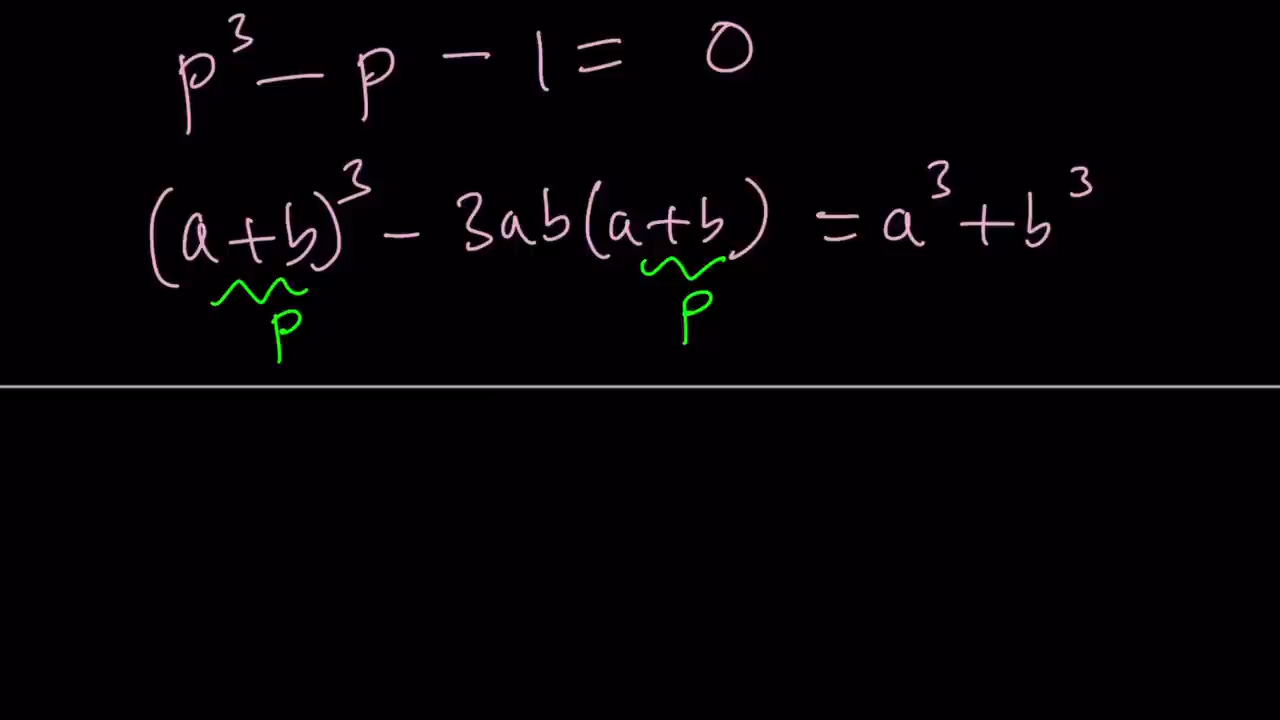 p³ - p - 1 = 0
(a+b)³ - 3ab(a+b) = a³+b³
p p